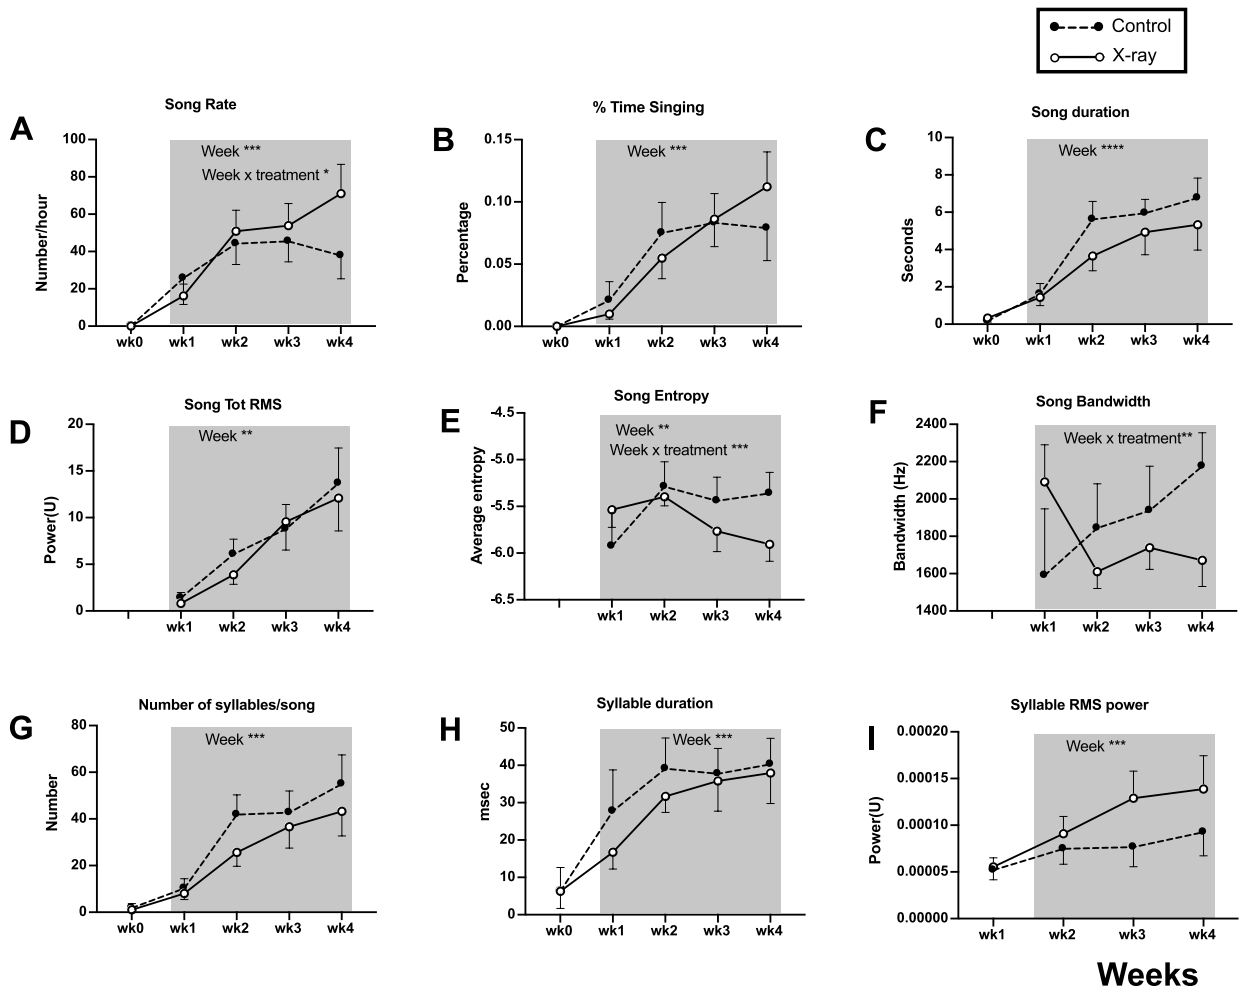 Control
X-ray
A
Song Rate
Number/hour
100
80
60
40
20
0
Week ***
Week x treatment *
wk0 wk1 wk2 wk3 wk4
B
% Time Singing
Percentage
0.15
0.10
0.05
0.00
Week ***
wk0 wk1 wk2 wk3 wk4
C
Song duration
Seconds
10
8
6
4
2
0
Week ****
wk0 wk1 wk2 wk3 wk4
D
Song Tot RMS
Power(U)
20
15
10
5
0
Week **
wk1 wk2 wk3 wk4
E
Song Entropy
Average entropy
-4.5
-5.0
-5.5
-6.0
-6.5
Week **
Week x treatment ***
wk1 wk2 wk3 wk4
F
Song Bandwidth
Bandwidth (Hz)
2400
2200
2000
1800
1600
1400
Week x treatment**
wk1 wk2 wk3 wk4
G
Number of syllables/song
Number
80
60
40
20
0
Week ***
wk0 wk1 wk2 wk3 wk4
H
Syllable duration
msec
50
40
30
20
10
0
Week ***
wk0 wk1 wk2 wk3 wk4
I
Syllable RMS power
Power(U)
0.00020
0.00015
0.00010
0.00005
0.00000
Week ***
wk1 wk2 wk3 wk4
Weeks